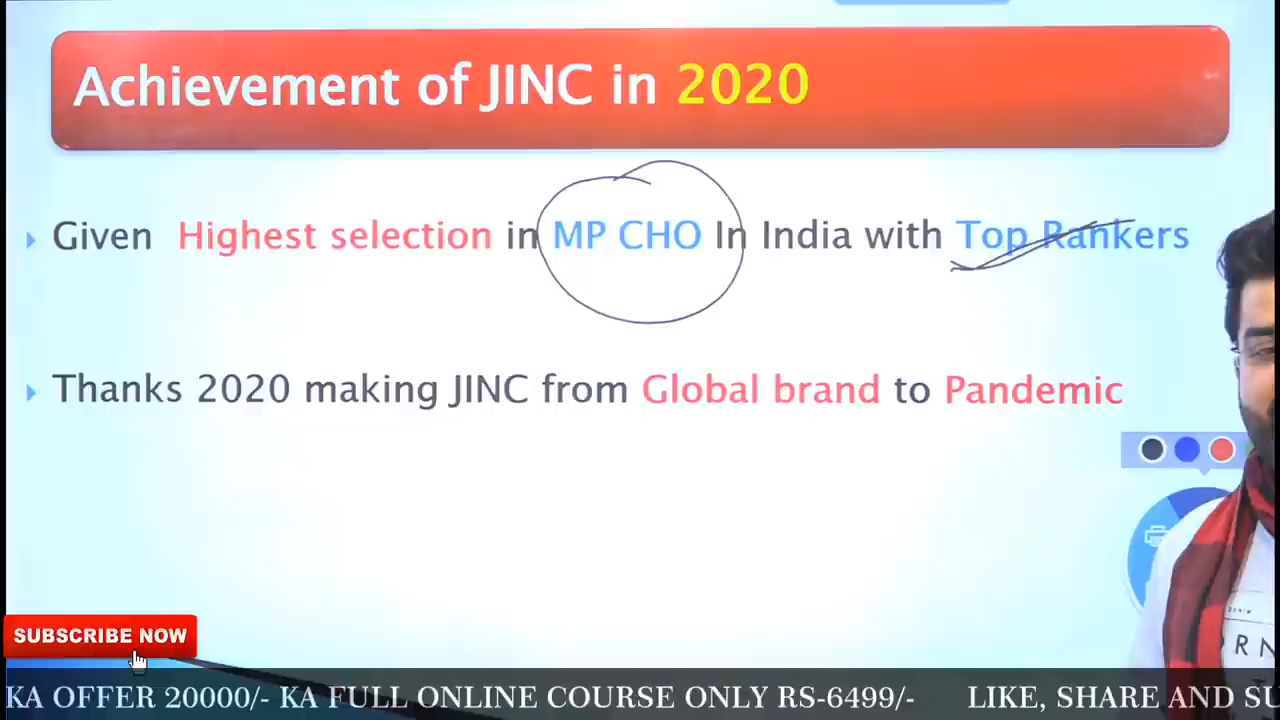 Achievement of JINC in 2020
Given Highest selection in MP CHO In India with Top Rankers
Thanks 2020 making JINC from Global brand to Pandemic
SUBSCRIBE NOW
KA OFFER 20000/- KA FULL ONLINE COURSE ONLY RS-6499/- LIKE, SHARE AND SU